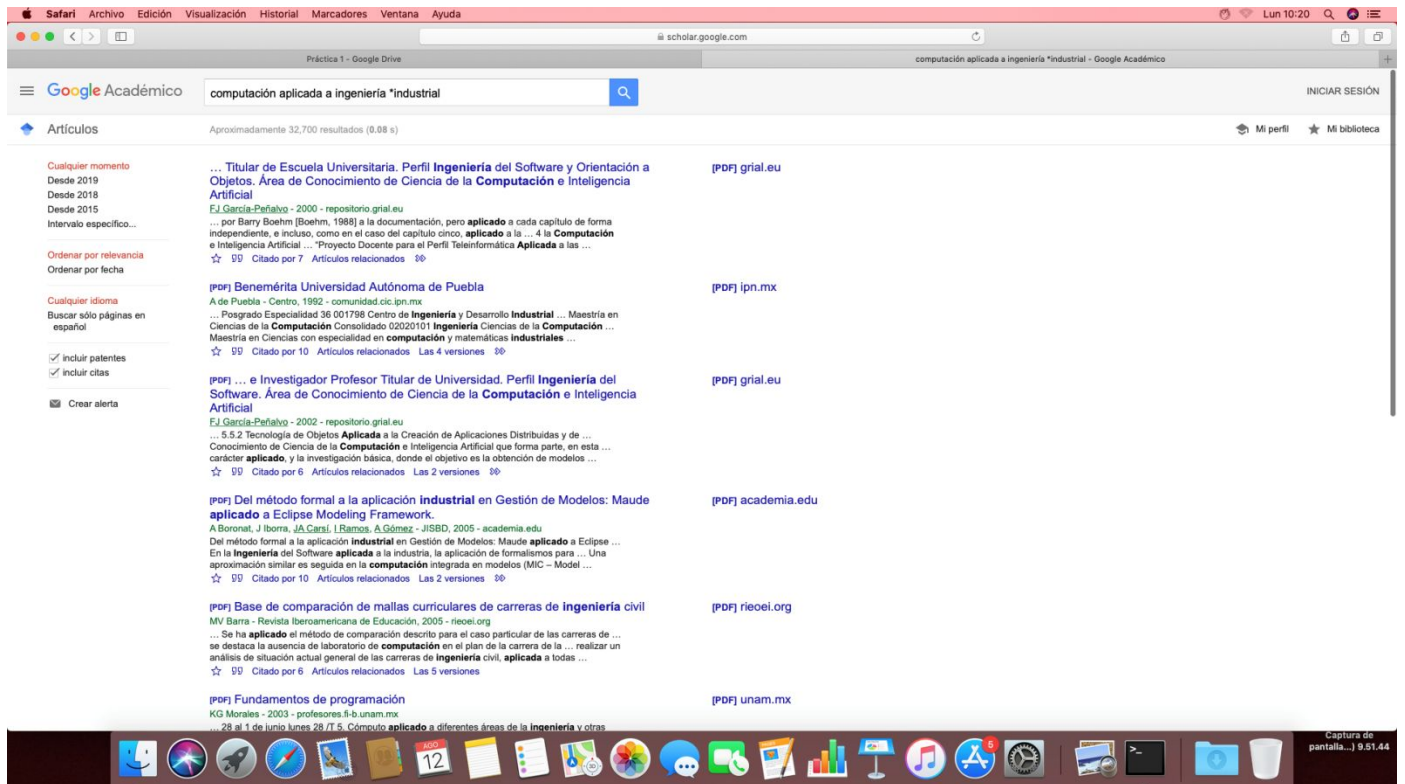 Safari Archivo Edición Visualización Historial Marcadores Ventana Ayuda Lun 10:20
scholar.google.com
Práctica 1 - Google Drive computación aplicada a ingeniería *industrial - Google Académico
Google Académico computación aplicada a ingeniería *industrial INICIAR SESIÓN
Artículos Aproximadamente 32,700 resultados (0.08 s) Mi perfil Mi biblioteca
Cualquier momento
Desde 2019
Desde 2018
Desde 2015
Intervalo específico...
Ordenar por relevancia
Ordenar por fecha
Cualquier idioma
Buscar sólo páginas en
español
incluir patentes
incluir citas
Crear alerta
… Titular de Escuela Universitaria. Perfil Ingeniería del Software y Orientación a
Objetos. Área de Conocimiento de Ciencia de la Computación e Inteligencia
Artificial
[PDF] grial.eu
FJ García-Peñalvo - 2000 - repositorio.grial.eu
… por Barry Boehm [Boehm, 1988] a la documentación, pero aplicado a cada capítulo de forma
independiente, e incluso, como en el caso del capítulo cinco, aplicado a la … 4 la Computación
e Inteligencia Artificial … “Proyecto Docente para el Perfil Teleinformática Aplicada a las …
Citado por 7 Artículos relacionados
[PDF] Benemérita Universidad Autónoma de Puebla
[PDF] ipn.mx
A de Puebla - Centro, 1992 - comunidad.cic.ipn.mx
… Posgrado Especialidad 36 001798 Centro de Ingeniería y Desarrollo Industrial … Maestría en
Ciencias de la Computación Consolidado 02020101 Ingeniería Ciencias de la Computación …
Maestría en Ciencias con especialidad en computación y matemáticas industriales …
Citado por 10 Artículos relacionados Las 4 versiones
[PDF] … e Investigador Profesor Titular de Universidad. Perfil Ingeniería del
Software. Área de Conocimiento de Ciencia de la Computación e Inteligencia
Artificial
[PDF] grial.eu
FJ García-Peñalvo - 2002 - repositorio.grial.eu
… 5.5.2 Tecnología de Objetos Aplicada a la Creación de Aplicaciones Distribuidas y de …
Conocimiento de Ciencia de la Computación e Inteligencia Artificial que forma parte, en esta …
carácter aplicado, y la investigación básica, donde el objetivo es la obtención de modelos …
Citado por 6 Artículos relacionados Las 2 versiones
[PDF] Del método formal a la aplicación industrial en Gestión de Modelos: Maude
aplicado a Eclipse Modeling Framework.
[PDF] academia.edu
A Boronat, J Iborra, JA Carsí, I Ramos, A Gómez - JISBD, 2005 - academia.edu
Del método formal a la aplicación industrial en Gestión de Modelos: Maude aplicado a Eclipse …
En la Ingeniería del Software aplicada a la industria, la aplicación de formalismos para … Una
aproximación similar es seguida en la computación integrada en modelos (MIC – Model …
Citado por 10 Artículos relacionados Las 2 versiones
[PDF] Base de comparación de mallas curriculares de carreras de ingeniería civil
[PDF] rieoei.org
MV Barra - Revista Iberoamericana de Educación, 2005 - rieoei.org
… Se ha aplicado el método de comparación descrito para el caso particular de las carreras de …
se destaca la ausencia de laboratorio de computación en el plan de la carrera de la … realizar un
análisis de situación actual general de las carreras de ingeniería civil, aplicada a todas …
Citado por 6 Artículos relacionados Las 5 versiones
[PDF] Fundamentos de programación
[PDF] unam.mx
KG Morales - 2003 - profesores.fi-b.unam.mx
… 28 al 1 de junio lunes 28 /T 5. Cómputo aplicado a diferentes áreas de la ingeniería y otras
AGO
12
5
Captura de
pantalla...) 9.51.44